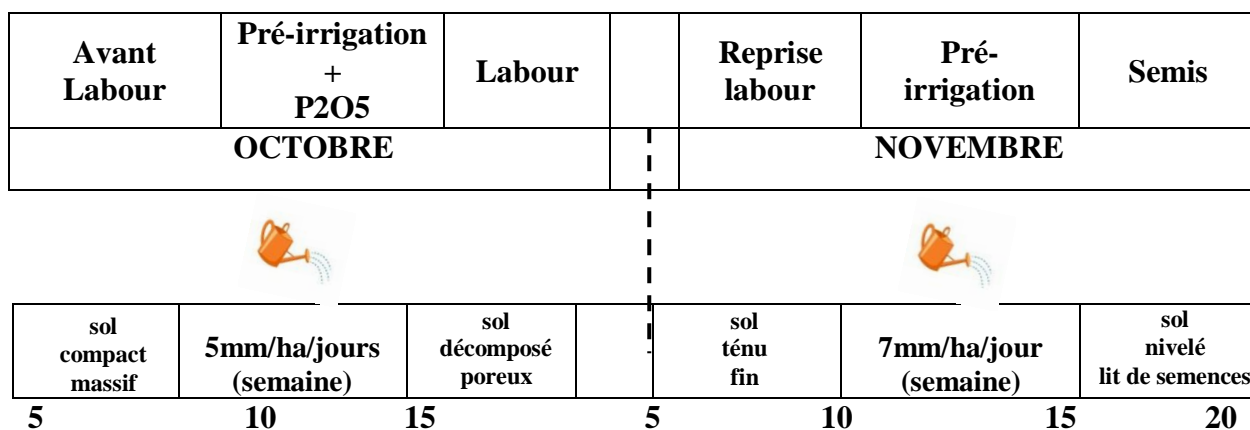 Avant
Labour
Pré-irrigation
+
P2O5
Labour
Reprise
labour
Pré-
irrigation
Semis
OCTOBRE
NOVEMBRE
sol
compact
massif
5mm/ha/jours
(semaine)
sol
décomposé
poreux
sol
ténu
fin
7mm/ha/jour
(semaine)
sol
nivelé
lit de semences
5 10 15 5 10 15 20